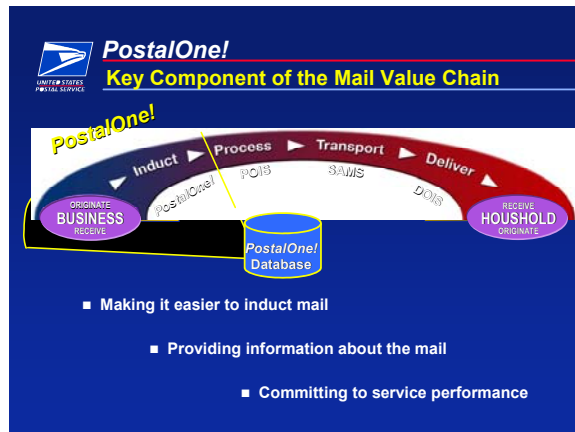 PostalOne!
UNITED STATES
POSTAL SERVICE
Key Component of the Mail Value Chain
PostalOne!
Induct Process Transport Deliver
PostalOne! POIS SAMS DOIS
ORIGINATE
BUSINESS
RECEIVE
RECEIVE
HOUSHOLD
ORIGINATE
PostalOne!
Database
Making it easier to induct mail
Providing information about the mail
Committing to service performance